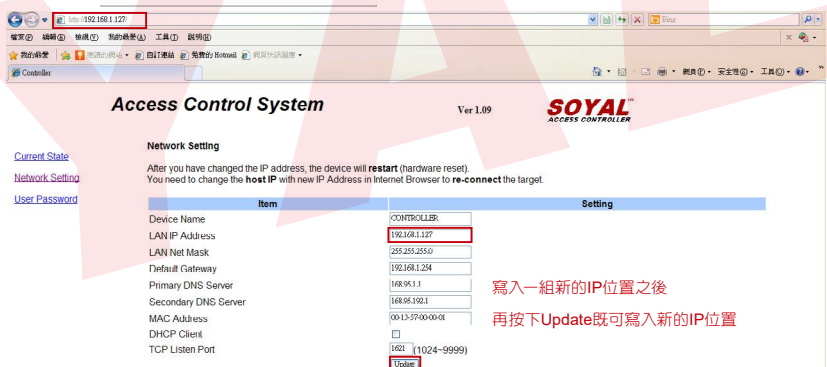 http://192.168.1.127/
Bing
檔案(F) 編輯(E) 檢視(V) 我的最愛(A) 工具(T) 說明(H)
我的最愛 建議的網站 自訂連結 免費的 Hotmail 網頁快訊圖庫
Controller
網頁(P) 安全性(S) 工具(O)
Access Control System
Ver 1.09
SOYAL
ACCESS CONTROLLER
Current State
Network Setting
User Password
Network Setting
After you have changed the IP address, the device will restart (hardware reset).
You need to change the host IP with new IP Address in Internet Browser to re-connect the target.
Item Setting
Device Name CONTROLLER
LAN IP Address 192.168.1.127
LAN Net Mask 255.255.255.0
Default Gateway 192.168.1.254
Primary DNS Server 168.95.1.1
Secondary DNS Server 168.95.192.1
MAC Address 00-13-57-00-00-01
DHCP Client
TCP Listen Port 1621 (1024~9999)
Update
寫入一組新的IP位置之後
再按下Update既可寫入新的IP位置